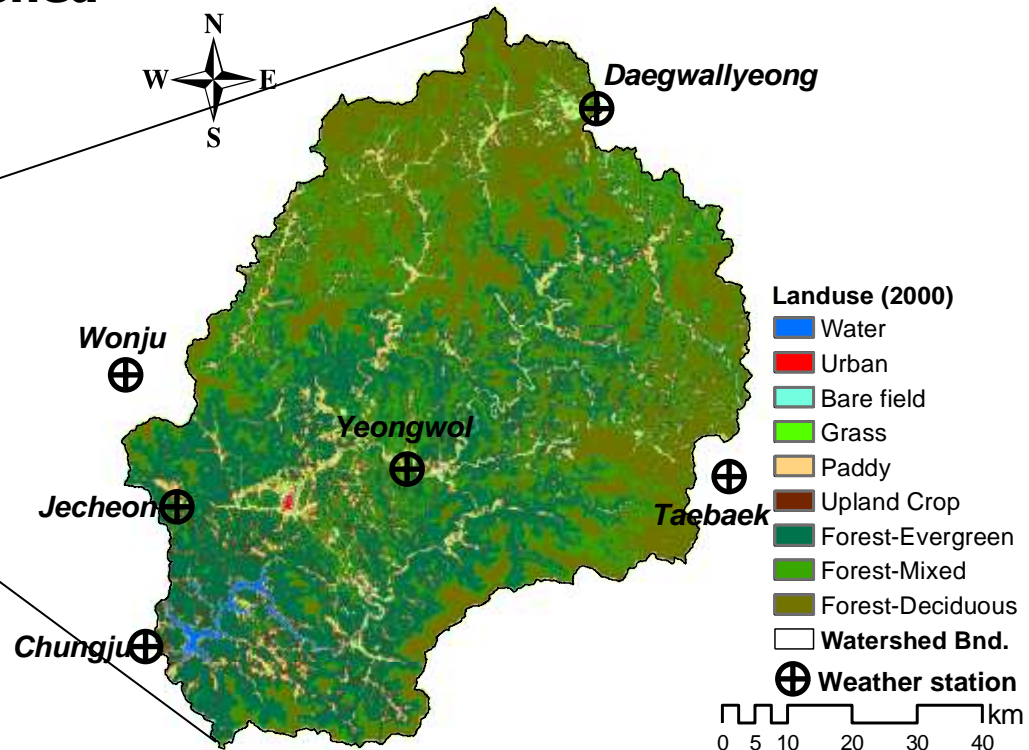 N
W E
S
Daegwallyeong
Wonju
Yeongwol
Jecheon
Taebaek
Chungju
Landuse (2000)
Water
Urban
Bare field
Grass
Paddy
Upland Crop
Forest-Evergreen
Forest-Mixed
Forest-Deciduous
Watershed Bnd.
Weather station
km
0 5 10 20 30 40